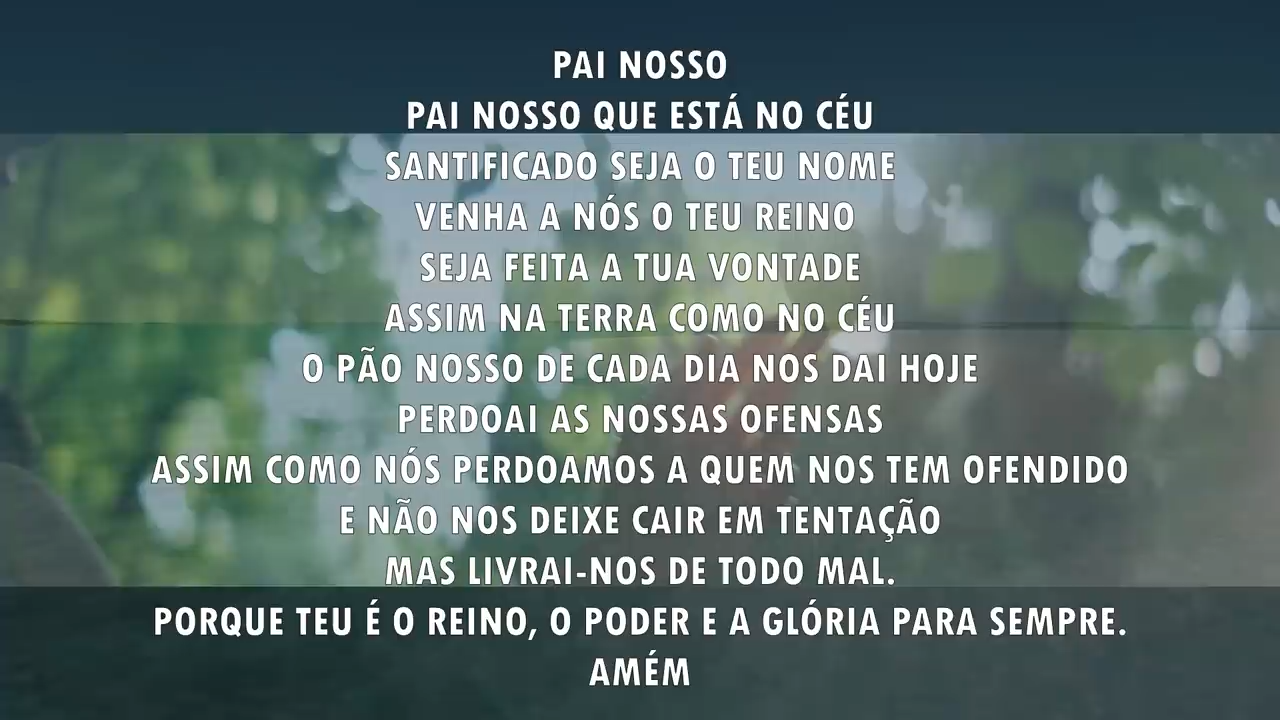 PAI NOSSO
PAI NOSSO QUE ESTÁ NO CÉU
SANTIFICADO SEJA O TEU NOME
VENHA A NÓS O TEU REINO
SEJA FEITA A TUA VONTADE
ASSIM NA TERRA COMO NO CÉU
O PÃO NOSSO DE CADA DIA NOS DAI HOJE
PERDOAI AS NOSSAS OFENSAS
ASSIM COMO NÓS PERDOAMOS A QUEM NOS TEM OFENDIDO
E NÃO NOS DEIXE CAIR EM TENTAÇÃO
MAS LIVRAI-NOS DE TODO MAL.
PORQUE TEU É O REINO, O PODER E A GLÓRIA PARA SEMPRE.
AMÉM